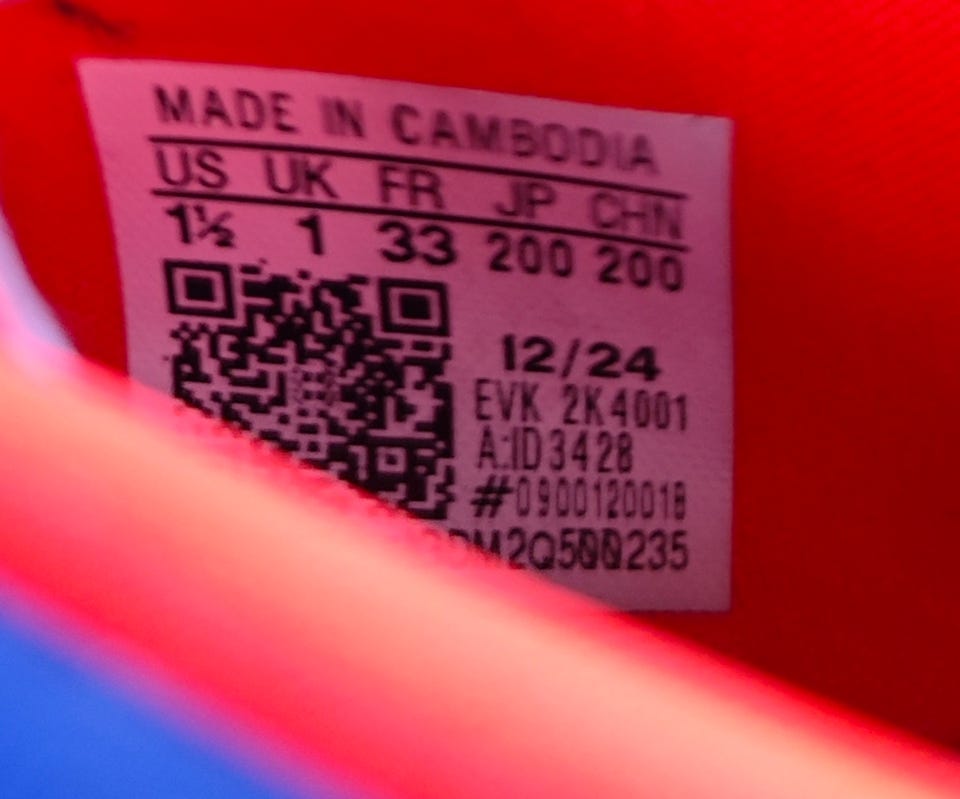 MADE IN CAMBODIA
US UK FR JP CHN
1½ 1 33 200 200
12/24
EVK 2K4001
A:ID3428
#0900120018
DM2Q500235